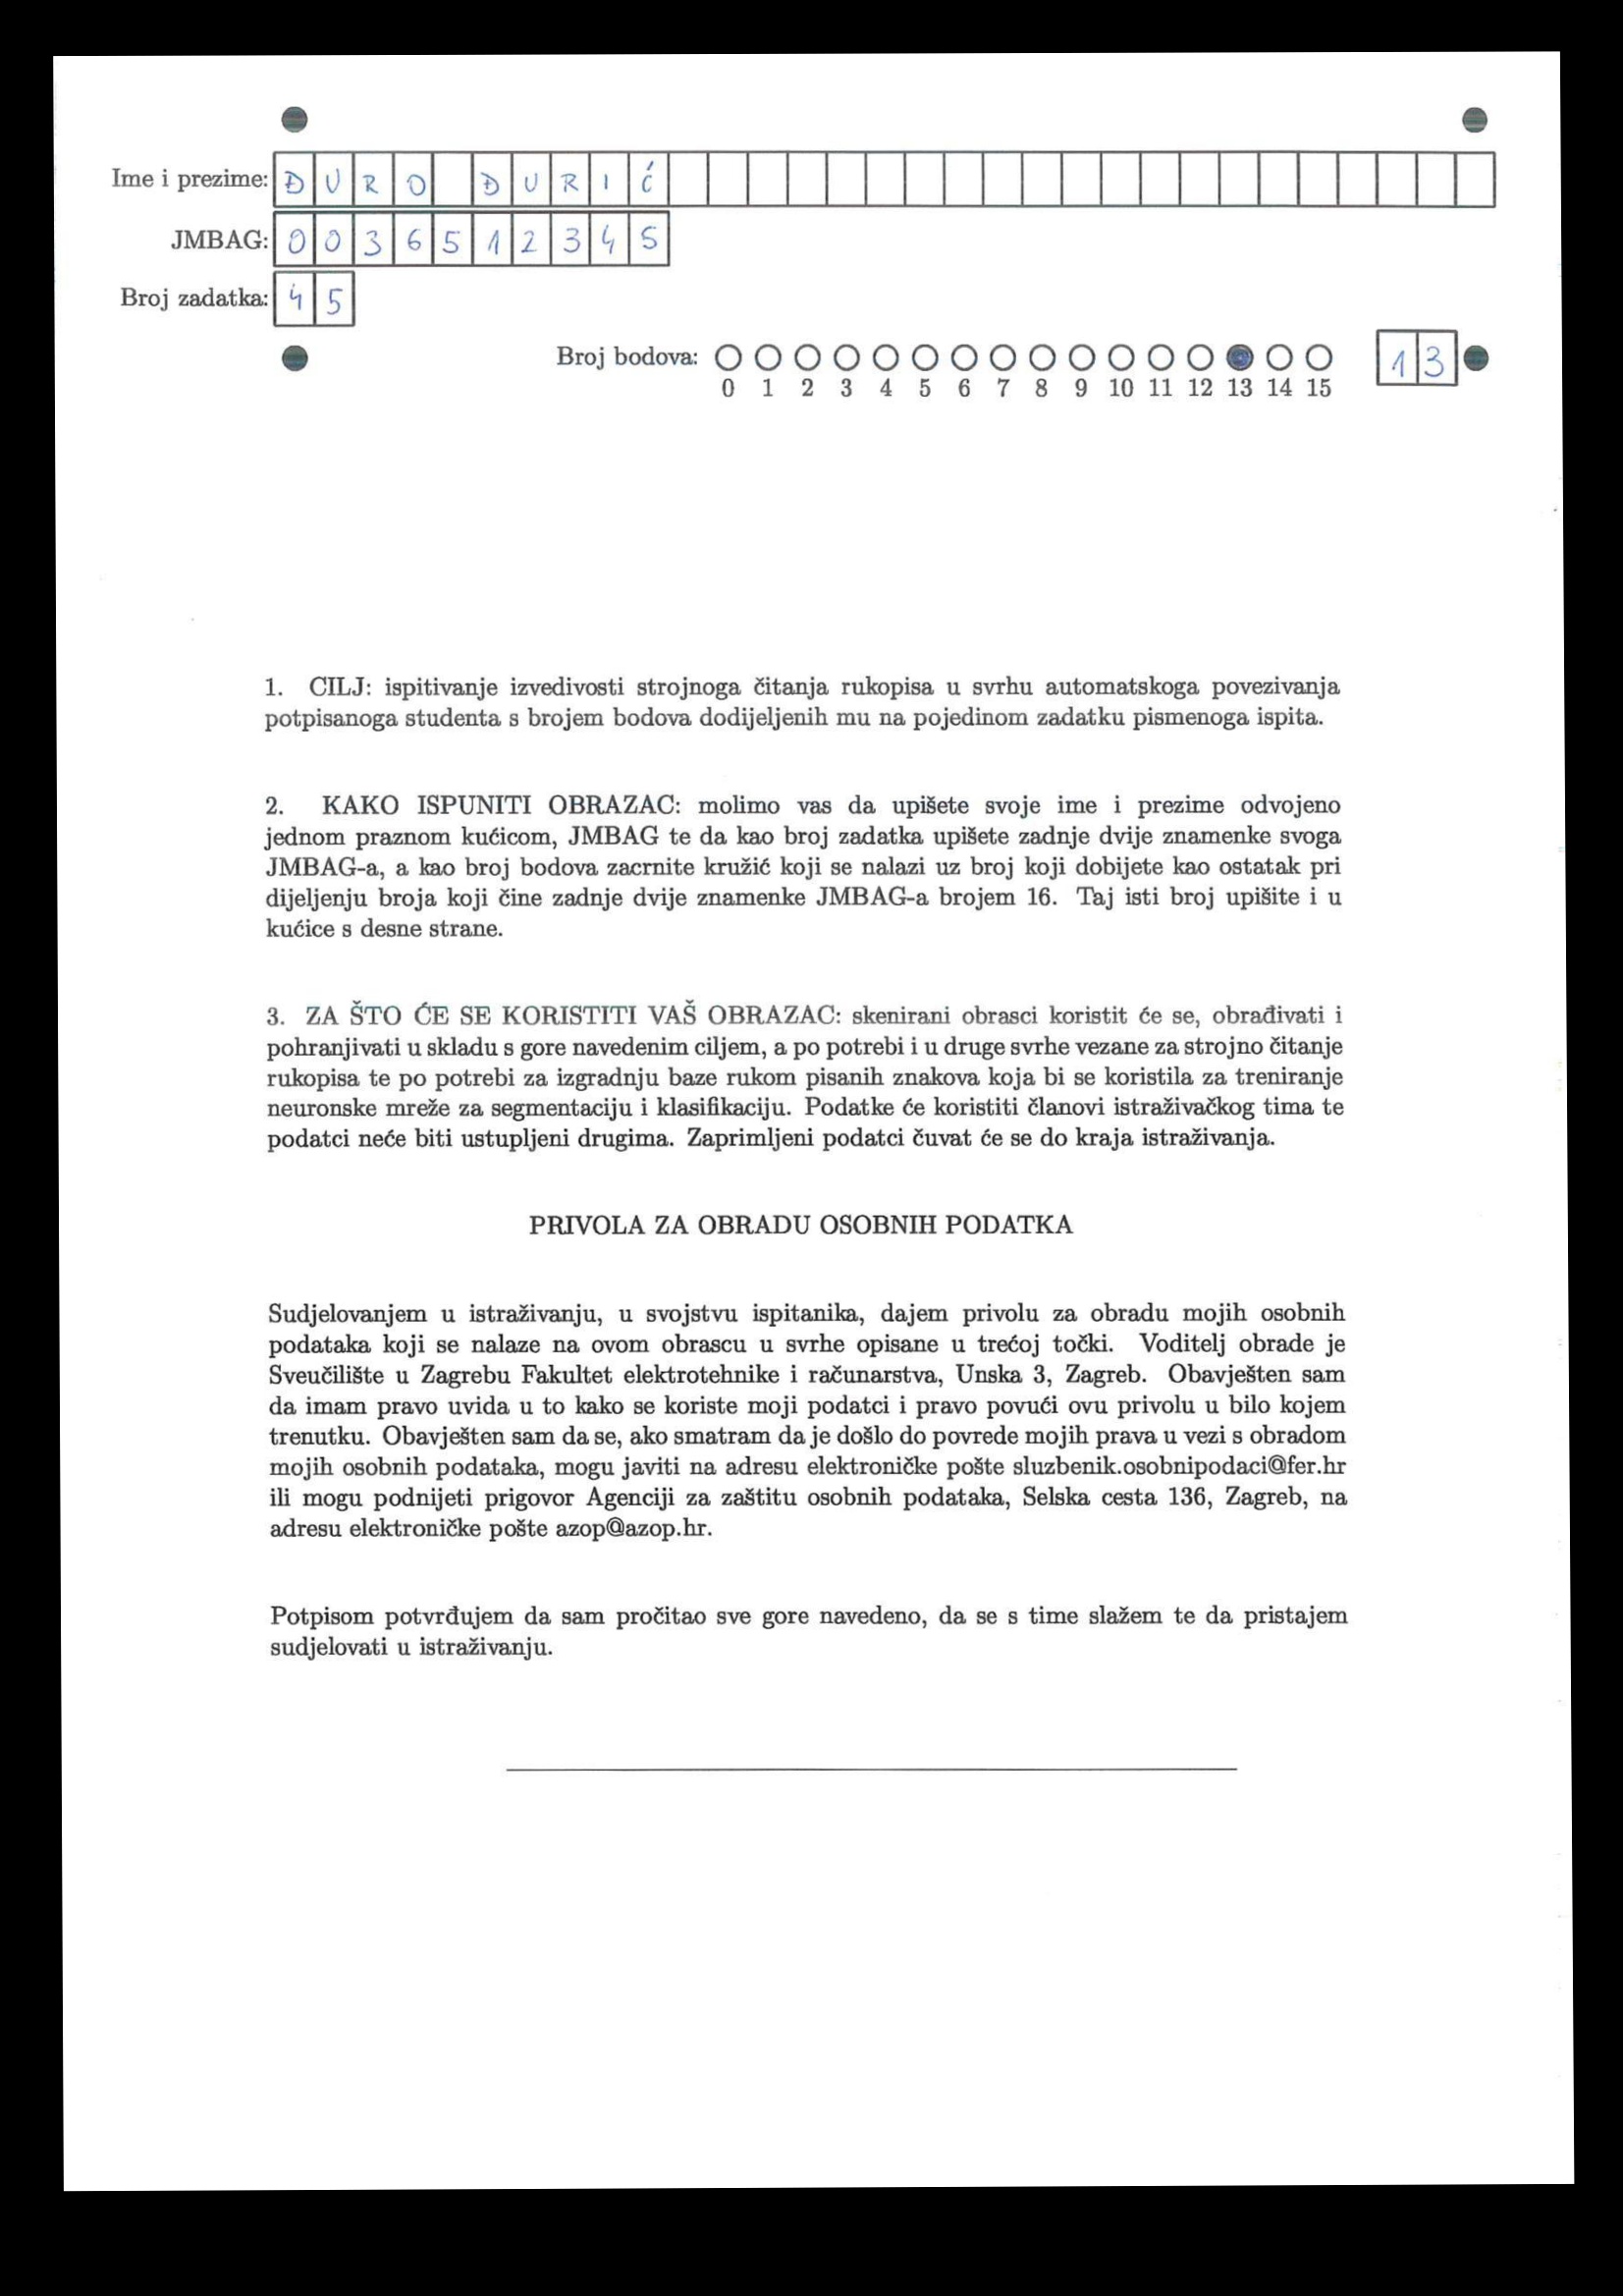 Ime i prezime: ĐURO ĐURIĆ
JMBAG: 0036512345
Broj zadatka: 45
Broj bodova: 13
0 1 2 3 4 5 6 7 8 9 10 11 12 13 14 15
1. CILJ: ispitivanje izvedivosti strojnoga čitanja rukopisa u svrhu automatskoga povezivanja
potpisanoga studenta s brojem bodova dodijeljenih mu na pojedinom zadatku pismenoga ispita.
2. KAKO ISPUNITI OBRAZAC: molimo vas da upišete svoje ime i prezime odvojeno
jednom praznom kućicom, JMBAG te da kao broj zadatka upišete zadnje dvije znamenke svoga
JMBAG-a, a kao broj bodova zacrnite kružić koji se nalazi uz broj koji dobijete kao ostatak pri
dijeljenju broja koji čine zadnje dvije znamenke JMBAG-a brojem 16. Taj isti broj upišite i u
kućice s desne strane.
3. ZA ŠTO ĆE SE KORISTITI VAŠ OBRAZAC: skenirani obrasci koristit će se, obrađivati i
pohranjivati u skladu s gore navedenim ciljem, a po potrebi i u druge svrhe vezane za strojno čitanje
rukopisa te po potrebi za izgradnju baze rukom pisanih znakova koja bi se koristila za treniranje
neuronske mreže za segmentaciju i klasifikaciju. Podatke će koristiti članovi istraživačkog tima te
podatci neće biti ustupljeni drugima. Zaprimljeni podatci čuvat će se do kraja istraživanja.
PRIVOLA ZA OBRADU OSOBNIH PODATKA
Sudjelovanjem u istraživanju, u svojstvu ispitanika, dajem privolu za obradu mojih osobnih
podataka koji se nalaze na ovom obrascu u svrhe opisane u trećoj točki. Voditelj obrade je
Sveučilište u Zagrebu Fakultet elektrotehnike i računarstva, Unska 3, Zagreb. Obavješten sam
da imam pravo uvida u to kako se koriste moji podatci i pravo povući ovu privolu u bilo kojem
trenutku. Obavješten sam da se, ako smatram da je došlo do povrede mojih prava u vezi s obradom
mojih osobnih podataka, mogu javiti na adresu elektroničke pošte sluzbenik.osobnipodaci@fer.hr
ili mogu podnijeti prigovor Agenciji za zaštitu osobnih podataka, Selska cesta 136, Zagreb, na
adresu elektroničke pošte azop@azop.hr.
Potpisom potvrđujem da sam pročitao sve gore navedeno, da se s time slažem te da pristajem
sudjelovati u istraživanju.